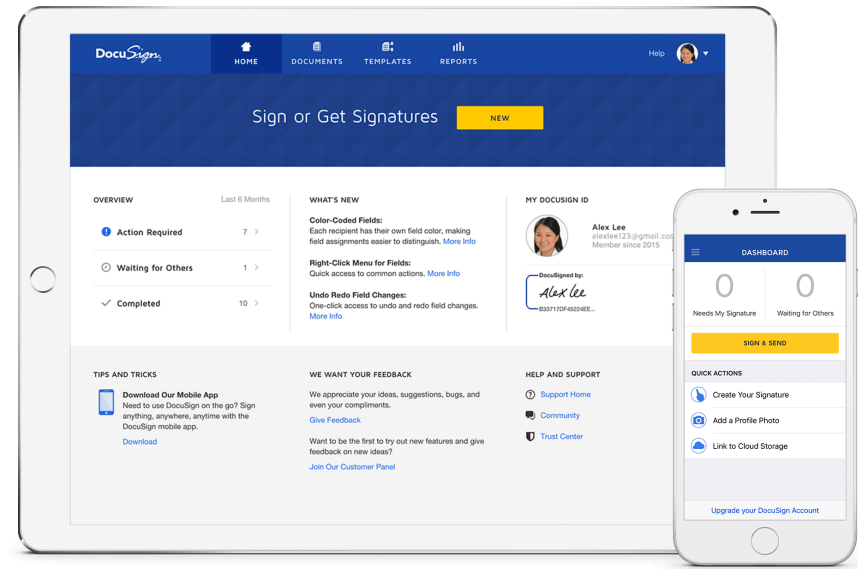 DocuSign
HOME
DOCUMENTS
TEMPLATES
REPORTS
Help
Sign or Get Signatures
NEW
OVERVIEW
Last 6 Months
Action Required 7
Waiting for Others 1
Completed 10
WHAT'S NEW
Color-Coded Fields:
Each recipient has their own field color, making
field assignments easier to distinguish. More Info
Right-Click Menu for Fields:
Quick access to common actions. More Info
Undo Redo Field Changes:
One-click access to undo and redo field changes.
More Info
MY DOCUSIGN ID
Alex Lee
alexlee123@gmail.com
Member since 2015
DocuSigned by:
Alex Lee
B33717DF45224EE...
TIPS AND TRICKS
Download Our Mobile App
Need to use DocuSign on the go? Sign
anything, anywhere, anytime with the
DocuSign mobile app.
Download
WE WANT YOUR FEEDBACK
We appreciate your ideas, suggestions, bugs, and
even your compliments.
Give Feedback
Want to be the first to try out new features and give
feedback on new ideas?
Join Our Customer Panel
HELP AND SUPPORT
Support Home
Community
Trust Center
DASHBOARD
0 0
Needs My Signature Waiting for Others
SIGN & SEND
QUICK ACTIONS
Create Your Signature
Add a Profile Photo
Link to Cloud Storage
Upgrade your DocuSign Account